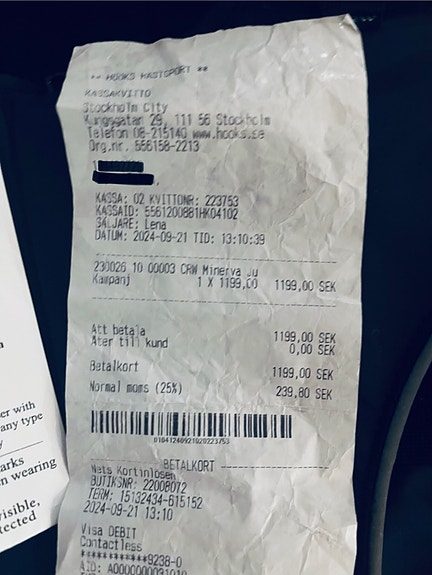 ** HÖÖKS HÄSTSPORT **
KASSAKVITTO
Stockholm City
Kungsgatan 29, 111 56 Stockholm
Telefon 08-215140 www.hooks.se
Org.nr. 556158-2213
KASSA: 02 KVITTONR: 223753
KASSAID: 5561200881HK04102
SÄLJARE: Lena
DATUM: 2024-09-21 TID: 13:10:39
230026 10 00003 CRW Minerva Ju
Kampanj 1 X 1199,00 1199,00 SEK
Att betala 1199,00 SEK
Åter till kund 0,00 SEK
Betalkort 1199,00 SEK
Normal moms (25%) 239,80 SEK
01041240921020223753
BETALKORT
Nets Kortinlösen
BUTIKSNR: 22008072
TERM: 15132434-615152
2024-09-21 13:10
Visa DEBIT
Contactless
************9238-0
AID: A0000000031010
er with
any type
y
arks
n wearing
visible,
tected